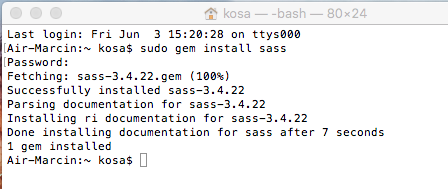 kosa — -bash — 80×24
Last login: Fri Jun  3 15:20:28 on ttys000
[Air-Marcin:~ kosa$ sudo gem install sass
[Password:
Fetching: sass-3.4.22.gem (100%)
Successfully installed sass-3.4.22
Parsing documentation for sass-3.4.22
Installing ri documentation for sass-3.4.22
Done installing documentation for sass after 7 seconds
1 gem installed
Air-Marcin:~ kosa$